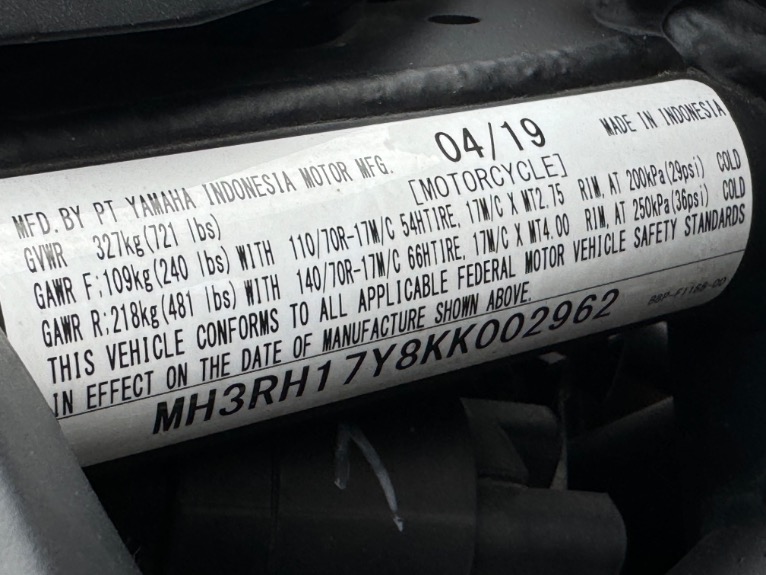 MFD. BY PT YAMAHA INDONESIA MOTOR MFG. 04/19 MADE IN INDONESIA
GVWR 327kg(721 lbs) [MOTORCYCLE]
GAWR F:109kg(240 lbs) WITH 110/70R-17M/C 54HTIRE, 17M/C X MT2.75 RIM, AT 200kPa(29psi) COLD
GAWR R:218kg(481 lbs) WITH 140/70R-17M/C 66HTIRE, 17M/C X MT4.00 RIM, AT 250kPa(36psi) COLD
THIS VEHICLE CONFORMS TO ALL APPLICABLE FEDERAL MOTOR VEHICLE SAFETY STANDARDS
IN EFFECT ON THE DATE OF MANUFACTURE SHOWN ABOVE.
MH3RH17Y8KK002962